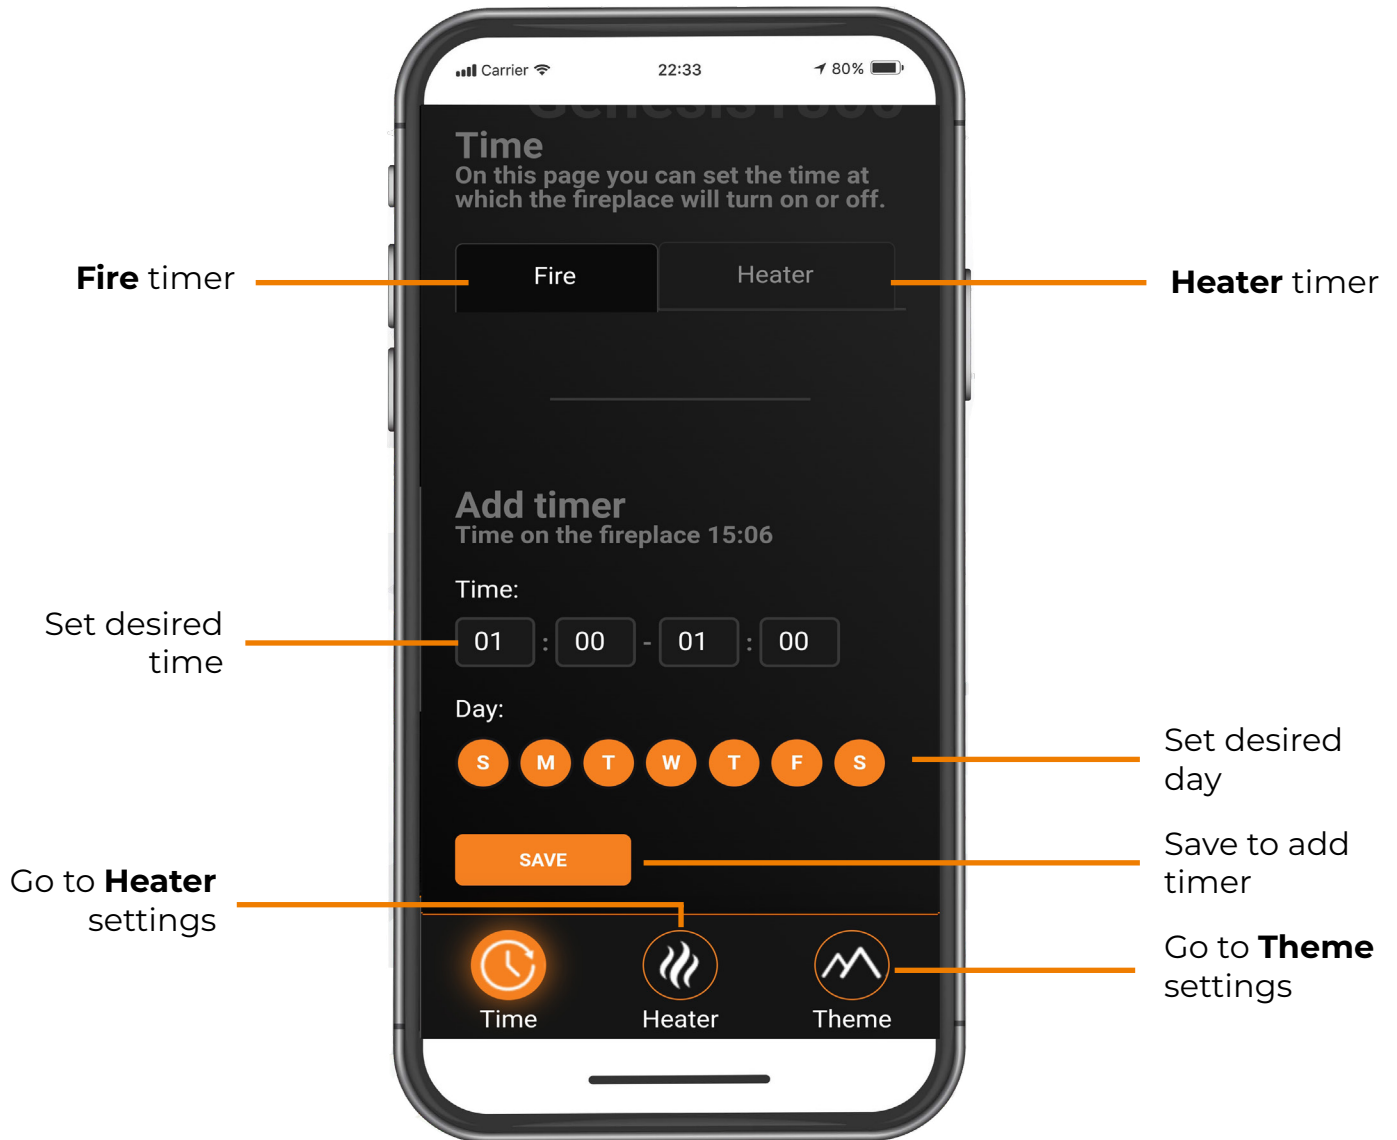 Carrier 22:33 80%
Time
On this page you can set the time at
which the fireplace will turn on or off.
Fire Heater
Fire timer
Heater timer
Add timer
Time on the fireplace 15:06
Time:
01 : 00 - 01 : 00
Set desired
time
Day:
S M T W T F S
Set desired
day
SAVE
Save to add
timer
Go to Heater
settings
Go to Theme
settings
Time Heater Theme